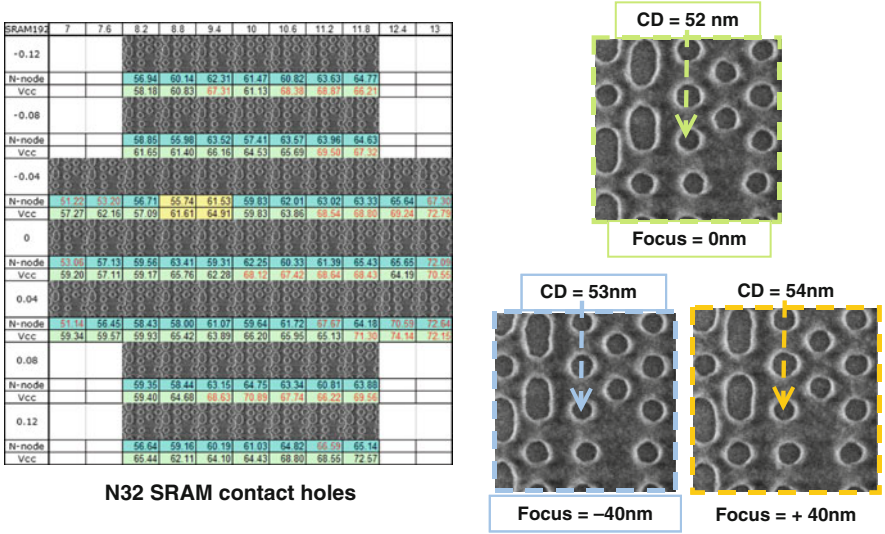 SRAM192 7 7.6 8.2 8.8 9.4 10 10.6 11.2 11.8 12.4 13
-0.12
N-node 56.94 60.14 62.31 61.47 60.82 63.63 64.77
Vcc 58.18 60.83 67.31 61.13 68.38 68.87 66.21
-0.08
N-node 58.85 55.98 63.52 57.41 63.57 63.96 64.63
Vcc 61.65 61.40 66.16 64.53 65.69 69.50 67.32
-0.04
N-node 51.22 53.20 56.71 55.74 61.53 59.83 62.01 63.02 63.33 65.64 67.30
Vcc 57.27 62.16 57.09 61.61 64.91 59.83 63.86 68.54 68.80 69.24 72.79
0
N-node 53.06 57.13 59.56 63.41 59.31 62.25 60.33 61.39 65.43 65.65 72.09
Vcc 59.20 57.11 59.17 65.76 62.28 68.12 67.42 68.64 68.43 64.19 70.55
0.04
N-node 51.14 56.45 58.43 58.00 61.07 59.64 61.72 67.67 64.18 70.59 72.64
Vcc 59.34 59.57 59.93 65.42 63.89 66.20 65.95 65.13 71.30 74.14 72.15
0.08
N-node 59.35 58.44 63.15 64.75 63.34 60.81 63.88
Vcc 59.40 64.68 68.63 70.89 67.74 66.22 69.56
0.12
N-node 56.64 59.16 60.19 61.03 64.82 66.59 65.14
Vcc 65.44 62.11 64.10 64.43 68.80 68.55 72.57
N32 SRAM contact holes
CD = 52 nm
Focus = 0nm
CD = 53nm
Focus = –40nm
CD = 54nm
Focus = + 40nm